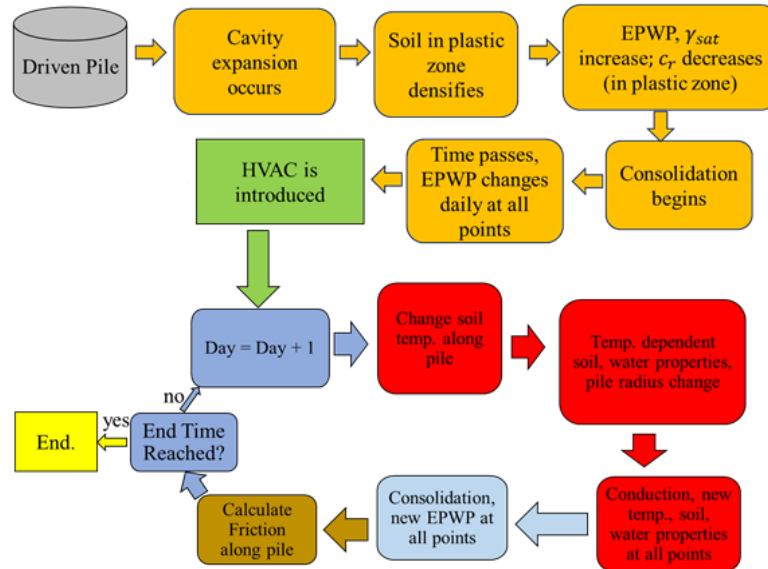 Driven Pile
Cavity
expansion
occurs
Soil in plastic
zone
densifies
EPWP, γ_sat
increase; c_r decreases
(in plastic zone)
HVAC is
introduced
Time passes,
EPWP changes
daily at all
points
Consolidation
begins
Day = Day + 1
Change soil
temp. along
pile
Temp. dependent
soil, water properties,
pile radius change
no
yes
End.
End Time
Reached?
Calculate
Friction
along pile
Consolidation,
new EPWP at
all points
Conduction, new
temp., soil,
water properties
at all points